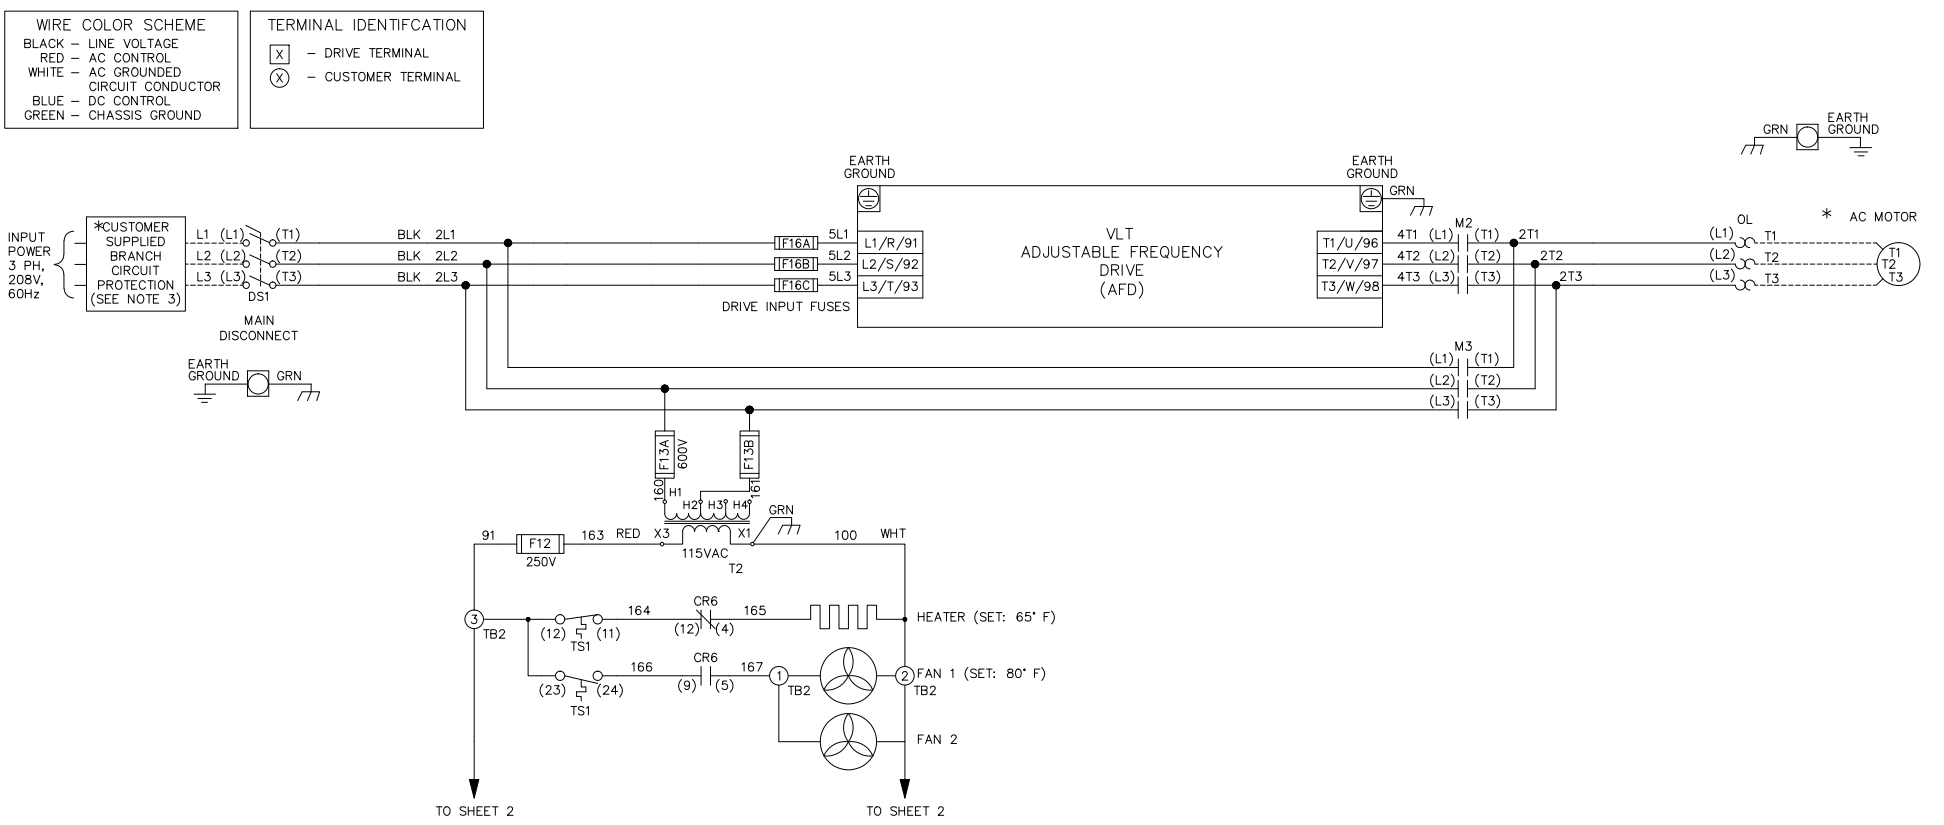 WIRE COLOR SCHEME
BLACK – LINE VOLTAGE
RED – AC CONTROL
WHITE – AC GROUNDED
CIRCUIT CONDUCTOR
BLUE – DC CONTROL
GREEN – CHASSIS GROUND
TERMINAL IDENTIFCATION
X – DRIVE TERMINAL
X – CUSTOMER TERMINAL
INPUT
POWER
3 PH,
208V,
60Hz
*CUSTOMER
SUPPLIED
BRANCH
CIRCUIT
PROTECTION
(SEE NOTE 3)
L1 (L1) (T1)
L2 (L2) (T2)
L3 (L3) (T3)
DS1
MAIN
DISCONNECT
EARTH
GROUND
GRN
BLK 2L1
BLK 2L2
BLK 2L3
F16A 5L1
F16B 5L2
F16C 5L3
DRIVE INPUT FUSES
EARTH
GROUND
L1/R/91
L2/S/92
L3/T/93
VLT
ADJUSTABLE FREQUENCY
DRIVE
(AFD)
EARTH
GROUND
GRN
T1/U/96
T2/V/97
T3/W/98
M2
4T1 (L1) (T1) 2T1
4T2 (L2) (T2) 2T2
4T3 (L3) (T3) 2T3
M3
(L1) (T1)
(L2) (T2)
(L3) (T3)
GRN
EARTH
GROUND
OL
(L1) T1
(L2) T2
(L3) T3
* AC MOTOR
T1
T2
T3
F13A
600V
F13B
160
161
H1
H2
H3
H4
GRN
91
F12
250V
163
RED
X3
X1
115VAC
T2
100
WHT
3
TB2
(12)
(11)
TS1
164
CR6
(12)
(4)
165
HEATER (SET: 65° F)
(23)
(24)
TS1
166
CR6
(9)
(5)
167
1
TB2
2
TB2
FAN 1 (SET: 80° F)
FAN 2
TO SHEET 2
TO SHEET 2